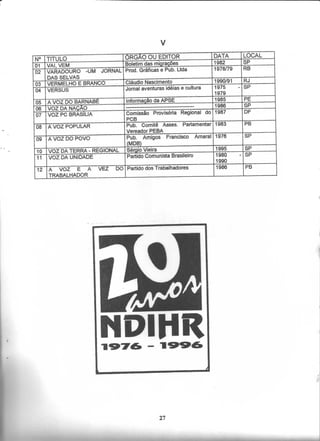 V
Nº TITULO ÓRGÃO OU EDITOR DATA LOCAL
01 VAI, VEM Boletim das migrações 1982 SP
02 VARADOURO -UM JORNAL DAS SELVAS Prod. Gráficas e Pub. Ltda 1978/79 RB
03 VERMELHO E BRANCO Cláudio Nascimento 1990/91 RJ
04 VERSUS Jornal aventuras idéias e cultura 1975 - 1979 SP
05 A VOZ DO BARNABÉ Informação da APSE 1985 PE
06 VOZ DA NAÇÃO ---------- 1986 SP
07 VOZ PC BRASÍLIA Comissão Provisória Regional do PCB 1987 DF
08 A VOZ POPULAR Pub. Comitê Asses. Parlamentar Vereador PEBA 1983 PB
09 A VOZ DO POVO Pub. Amigos Francisco Amaral (MDB) 1976 SP
10 VOZ DA TERRA - REGIONAL Sérgio Vieira 1995 SP
11 VOZ DA UNIDADE Partido Comunista Brasileiro 1980 - 1990 SP
12 A VOZ E A VEZ DO TRABALHADOR Partido dos Trabalhadores 1986 PB
20
anos
NDIHR
1976 - 1996
27